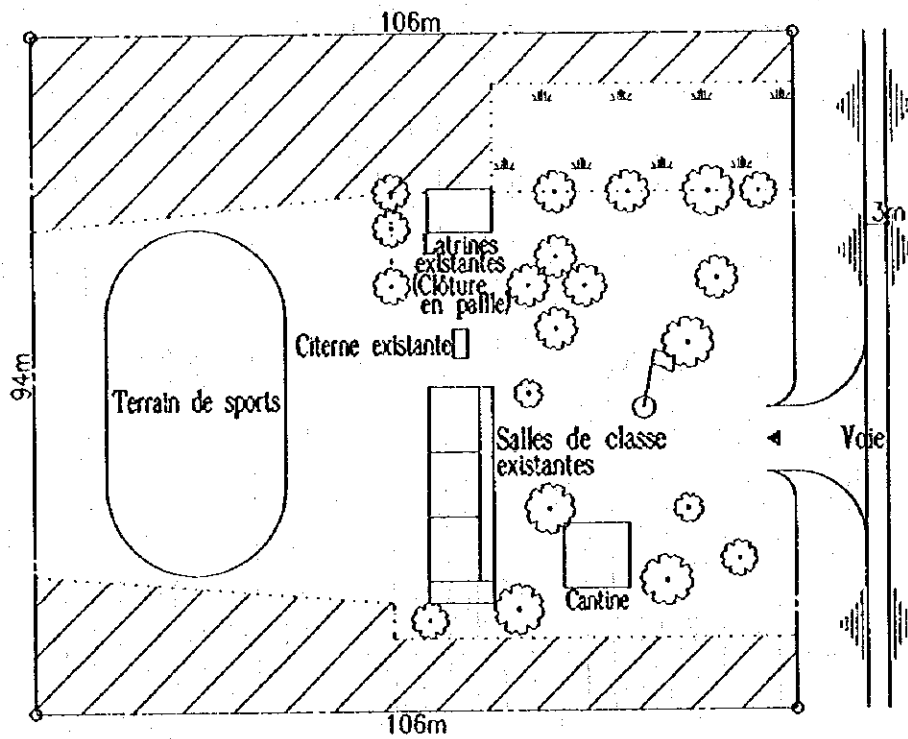 106m
3m
Latrines
existantes
(Clôture
en paille)
Citerne existante
94m
Terrain de sports
Salles de classe
existantes
Voie
Cantine
106m